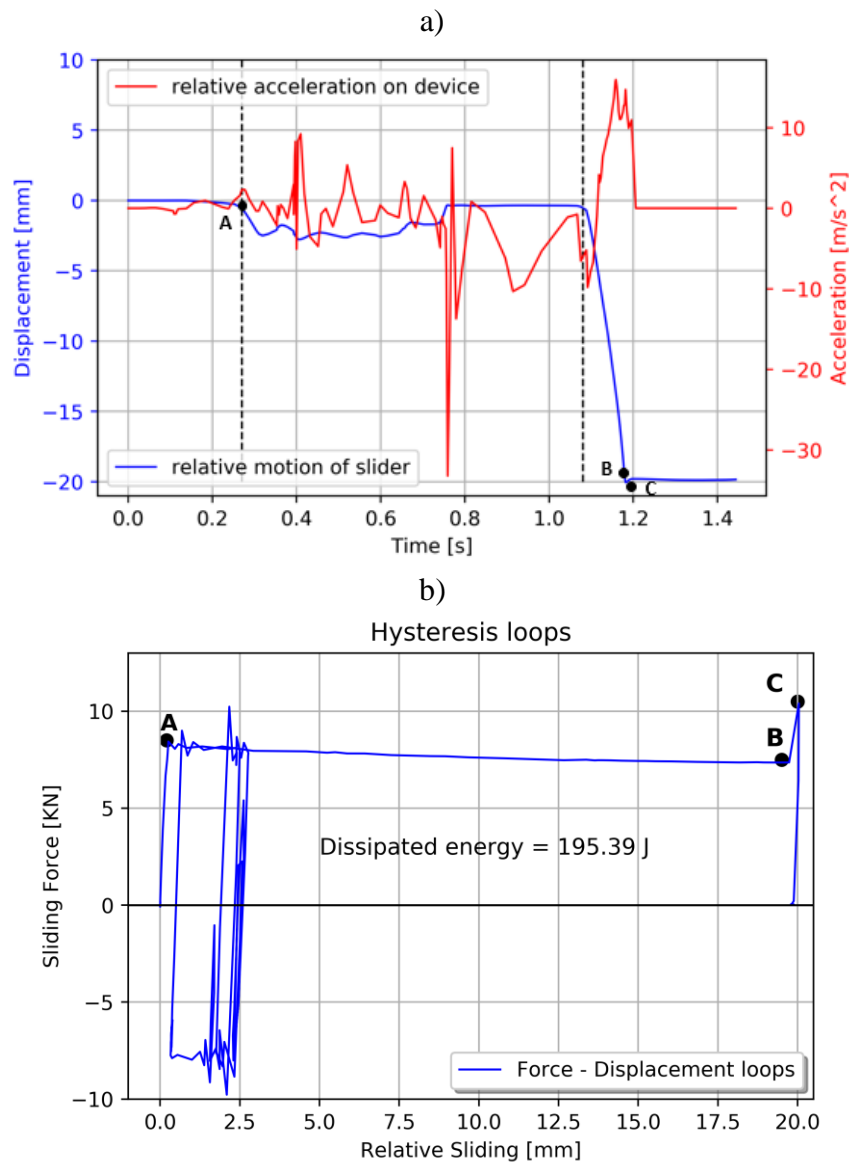 a)
10
5
0
−5
−10
−15
−20
Displacement [mm]
relative acceleration on device
A
relative motion of slider
B
C
10
0
−10
−20
−30
Acceleration [m/s^2]
0.0 0.2 0.4 0.6 0.8 1.0 1.2 1.4
Time [s]
b)
Hysteresis loops
10
5
0
−5
−10
Sliding Force [KN]
A
C
B
Dissipated energy = 195.39 J
Force - Displacement loops
0.0 2.5 5.0 7.5 10.0 12.5 15.0 17.5 20.0
Relative Sliding [mm]